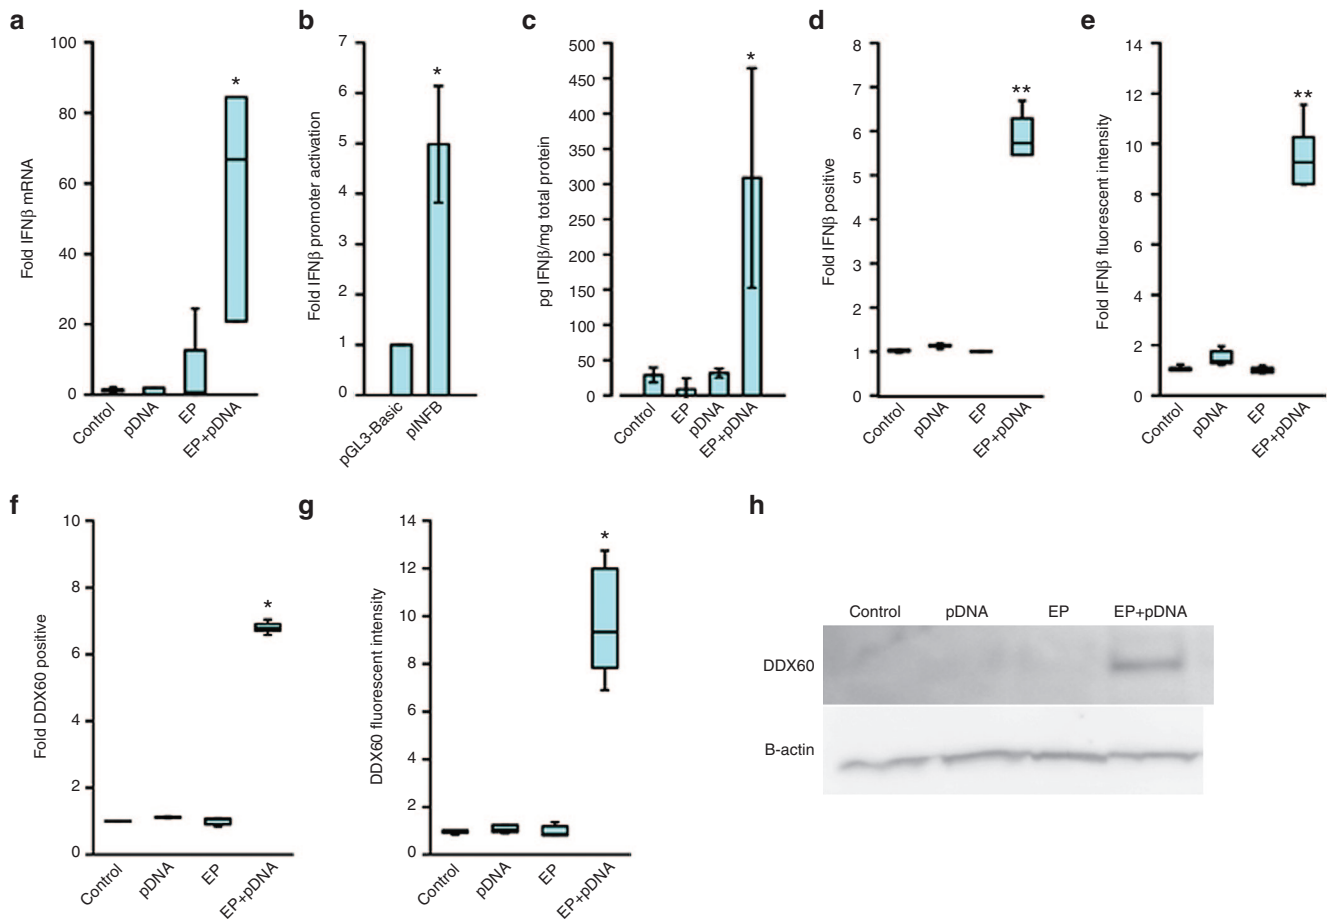 a
Fold IFNβ mRNA
100
80
60
40
20
0
*
Control
pDNA
EP
EP+pDNA
b
Fold IFNβ promoter activation
7
6
5
4
3
2
1
0
*
pGL3-Basic
pINFB
c
pg IFNβ/mg total protein
500
450
400
350
300
250
200
150
100
50
0
*
Control
EP
pDNA
EP+pDNA
d
Fold IFNβ positive
8
7
6
5
4
3
2
1
0
**
Control
pDNA
EP
EP+pDNA
e
Fold IFNβ fluorescent intensity
14
12
10
8
6
4
2
0
**
Control
pDNA
EP
EP+pDNA
f
Fold DDX60 positive
10
8
6
4
2
0
*
Control
pDNA
EP
EP+pDNA
g
DDX60 fluorescent intensity
14
12
10
8
6
4
2
0
*
Control
pDNA
EP
EP+pDNA
h
Control pDNA EP EP+pDNA
DDX60
B-actin